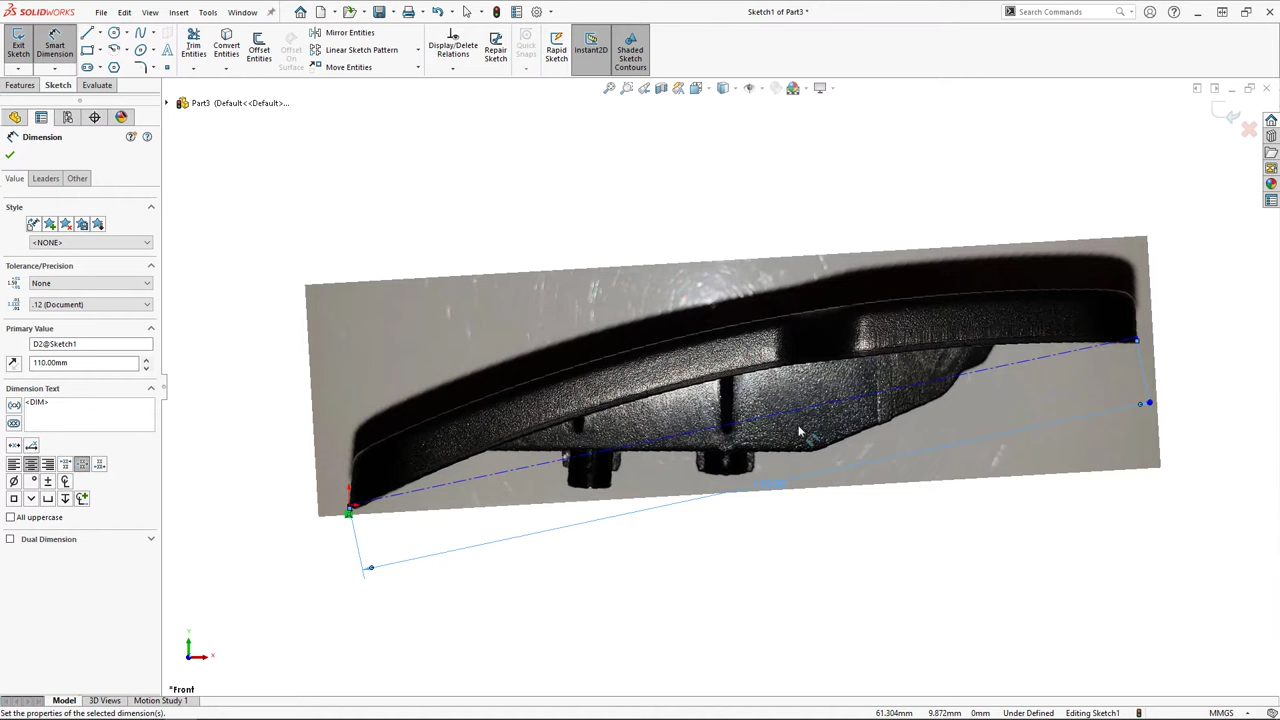 SOLIDWORKS
File
Edit
View
Insert
Tools
Window
Sketch1 of Part3 *
Search Commands
Exit
Sketch
Smart
Dimension
Trim
Entities
Convert
Entities
Offset
Entities
Offset
On
Surface
Mirror Entities
Linear Sketch Pattern
Move Entities
Display/Delete
Relations
Repair
Sketch
Quick
Snaps
Rapid
Sketch
Instant2D
Shaded
Sketch
Contours
Features
Sketch
Evaluate
Part3 (Default<<Default>...
Dimension
Value
Leaders
Other
Style
<NONE>
Tolerance/Precision
None
.12 (Document)
Primary Value
D2@Sketch1
110.00mm
Dimension Text
<DIM>
All uppercase
Dual Dimension
Y
X
*Front
Model
3D Views
Motion Study 1
Set the properties of the selected dimension(s).
61.304mm
9.872mm
0mm
Under Defined
Editing Sketch1
MMGS